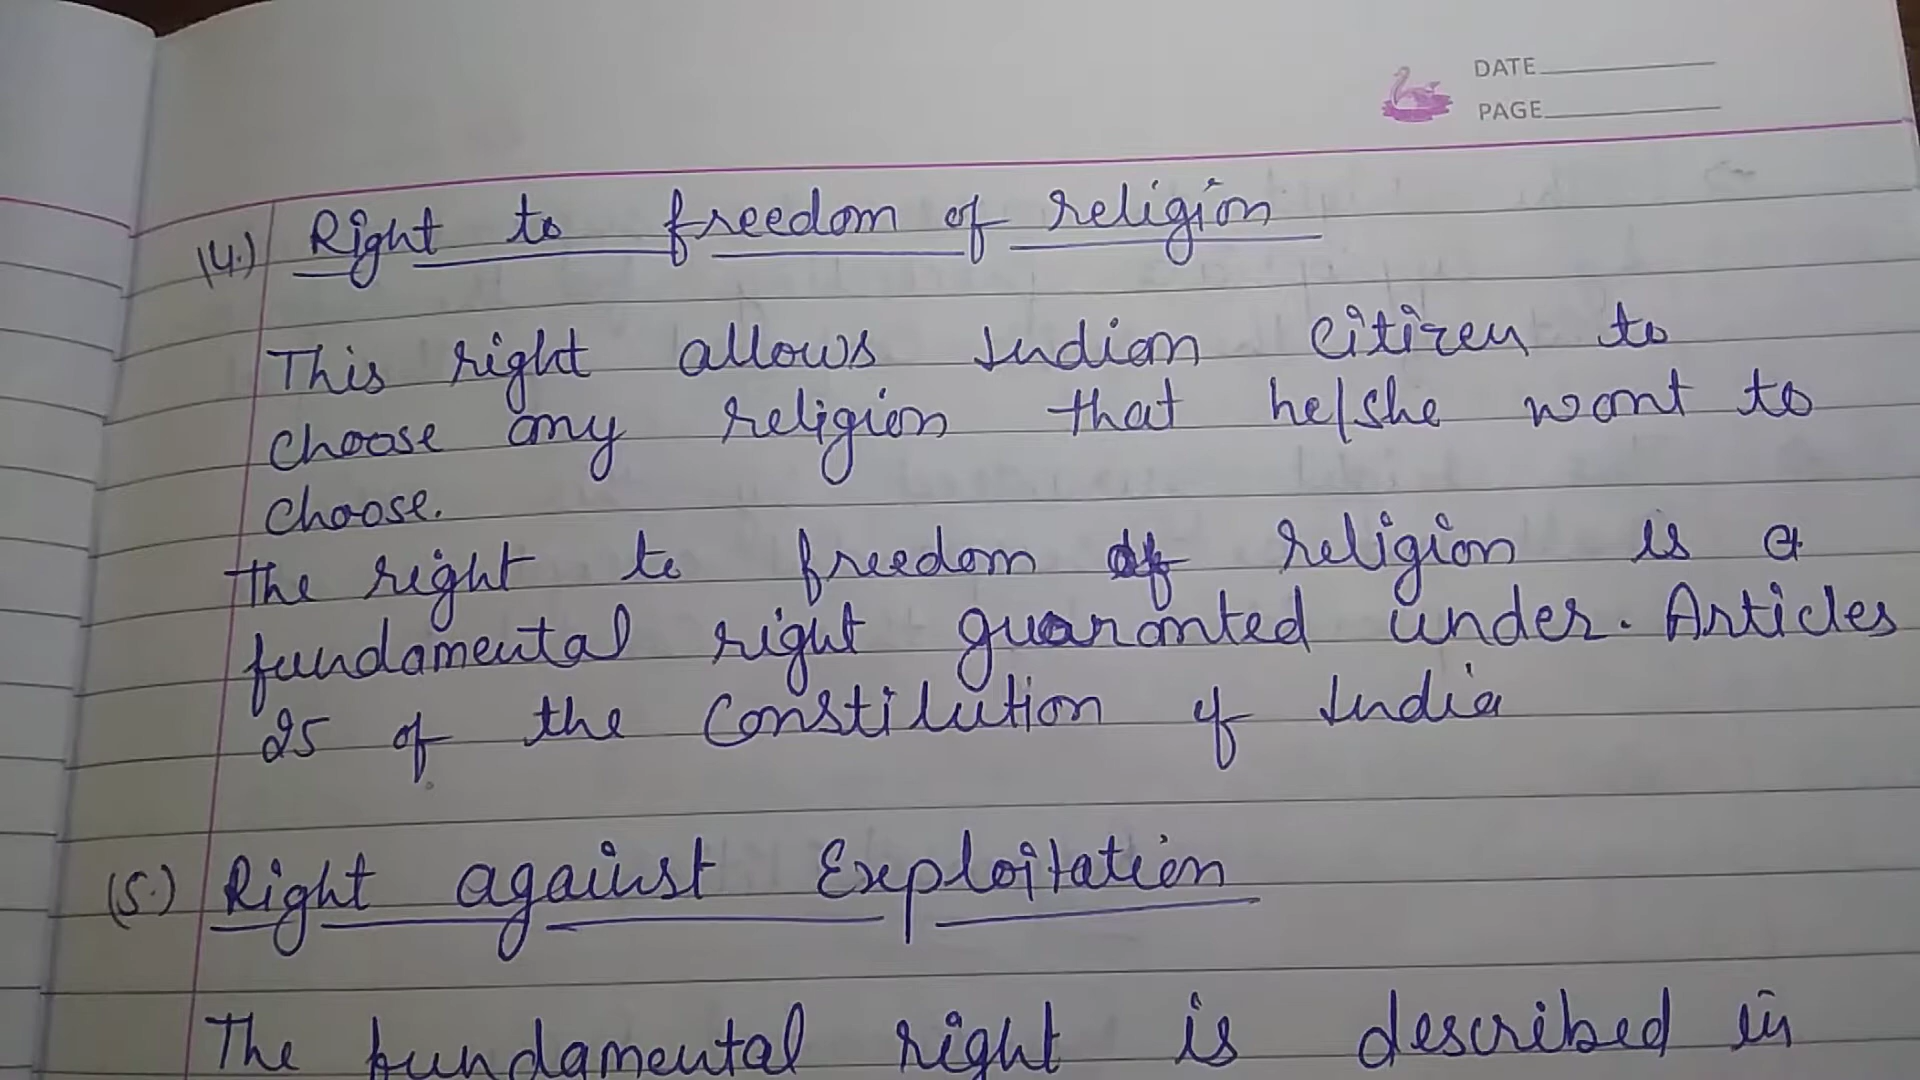 DATE
PAGE
(4.) Right to freedom of religion
This right allows Indian citizen to
choose any religion that he/she want to
choose.
The right to freedom of religion is a
fundamental right guaranted under. Articles
25 of the Constitution of India
(5.) Right against Exploitation
The fundamental right is described in